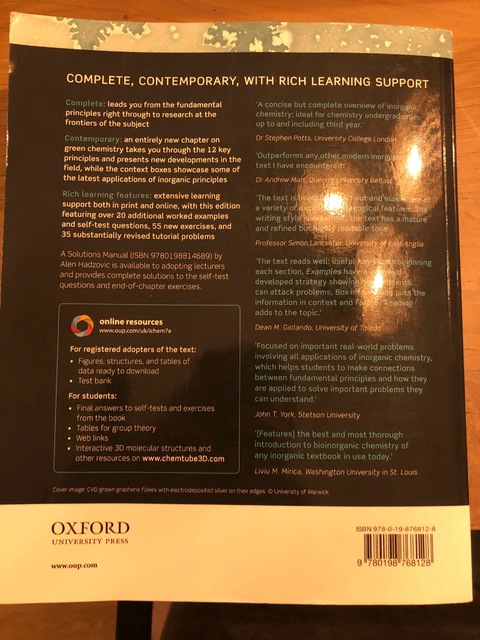 COMPLETE, CONTEMPORARY, WITH RICH LEARNING SUPPORT
Complete: leads you from the fundamental
principles right through to research at the
frontiers of the subject
Contemporary: an entirely new chapter on
green chemistry takes you through the 12 key
principles and presents new developments in the
field, while the context boxes showcase some of
the latest applications of inorganic principles
Rich learning features: extensive learning
support both in print and online, with this edition
featuring over 20 additional worked examples
and self-test questions, 55 new exercises, and
35 substantially revised tutorial problems
A Solutions Manual (ISBN 9780198814689) by
Alen Hadzovic is available to adopting lecturers
and provides complete solutions to the self-test
questions and end-of-chapter exercises.
online resources
www.oup.com/uk/ichem7e
For registered adopters of the text:
• Figures, structures, and tables of
data ready to download
• Test bank
For students:
• Final answers to self-tests and exercises
from the book
• Tables for group theory
• Web links
• Interactive 3D molecular structures and
other resources on www.chemtube3D.com
'A concise but complete overview of inorganic
chemistry; ideal for chemistry undergraduates
up to and including third year.'
Dr Stephen Potts, University College London
'Outperforms any other modern inorganic
text I have encountered.'
Dr Andrew Marr, Queens University Belfast
'The text is out and makes use of
a variety of features. The
writing style is the text has a mature
and refined but highly readable tone.'
Professor Simon Lancaster, University of East Anglia
'The text reads well; useful Key beginning
each section, Examples have a well
developed strategy showing students
can attack problems, Box put the
information in context and Further Reading
adds to the topic.'
Dean M. Giolando, University of Toledo
'Focused on important real-world problems
involving all applications of inorganic chemistry,
which helps students to make connections
between fundamental principles and how they
are applied to solve important problems they
can understand.'
John T. York, Stetson University
'[Features] the best and most thorough
introduction to bioinorganic chemistry of
any inorganic textbook in use today.'
Liviu M. Mirica, Washington University in St. Louis
Cover image: CVD grown graphene flakes with electrodeposited silver on their edges. © University of Warwick.
OXFORD
UNIVERSITY PRESS
www.oup.com
ISBN 978-0-19-876812-8
9 780198 768128